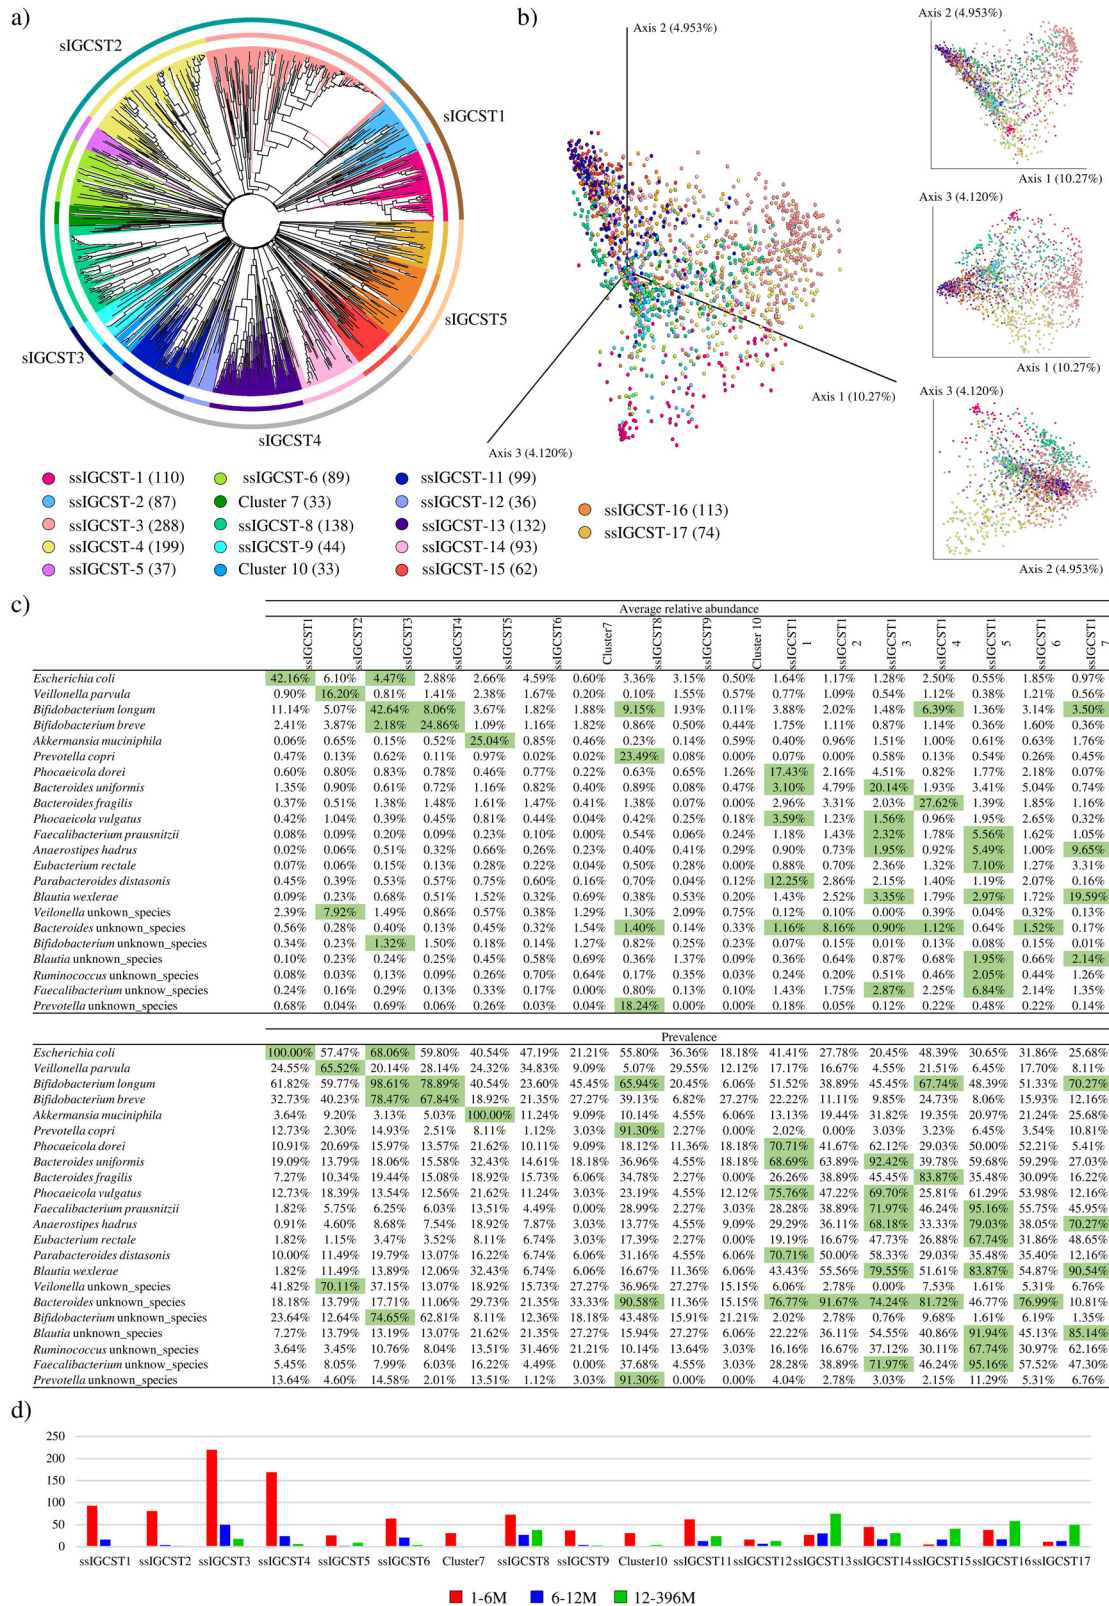 a)
b)
sIGCST2
sIGCST1
sIGCST5
sIGCST3
sIGCST4
Axis 2 (4.953%)
Axis 1 (10.27%)
Axis 3 (4.120%)
Axis 2 (4.953%)
Axis 1 (10.27%)
Axis 3 (4.120%)
Axis 1 (10.27%)
Axis 3 (4.120%)
Axis 2 (4.953%)
ssIGCST-1 (110)
ssIGCST-2 (87)
ssIGCST-3 (288)
ssIGCST-4 (199)
ssIGCST-5 (37)
ssIGCST-6 (89)
Cluster 7 (33)
ssIGCST-8 (138)
ssIGCST-9 (44)
Cluster 10 (33)
ssIGCST-11 (99)
ssIGCST-12 (36)
ssIGCST-13 (132)
ssIGCST-14 (93)
ssIGCST-15 (62)
ssIGCST-16 (113)
ssIGCST-17 (74)
c)
Average relative abundance
ssIGCST1 ssIGCST2 ssIGCST3 ssIGCST4 ssIGCST5 ssIGCST6 Cluster7 ssIGCST8 ssIGCST9 Cluster 10 ssIGCST11 ssIGCST12 ssIGCST13 ssIGCST14 ssIGCST15 ssIGCST16 ssIGCST17
Escherichia coli 42.16% 6.10% 4.47% 2.88% 2.66% 4.59% 0.60% 3.36% 3.15% 0.50% 1.64% 1.17% 1.28% 2.50% 0.55% 1.85% 0.97%
Veillonella parvula 0.90% 16.20% 0.81% 1.41% 2.38% 1.67% 0.20% 0.10% 1.55% 0.57% 0.77% 1.09% 0.54% 1.12% 0.38% 1.21% 0.56%
Bifidobacterium longum 11.14% 5.07% 42.64% 8.06% 3.67% 1.82% 1.88% 9.15% 1.93% 0.11% 3.88% 2.02% 1.48% 6.39% 1.36% 3.14% 3.50%
Bifidobacterium breve 2.41% 3.87% 2.18% 24.86% 1.09% 1.16% 1.82% 0.86% 0.50% 0.44% 1.75% 1.11% 0.87% 1.14% 0.36% 1.60% 0.36%
Akkermansia muciniphila 0.06% 0.65% 0.15% 0.52% 25.04% 0.85% 0.46% 0.23% 0.14% 0.59% 0.40% 0.96% 1.51% 1.00% 0.61% 0.63% 1.76%
Prevotella copri 0.47% 0.13% 0.62% 0.11% 0.97% 0.02% 0.02% 23.49% 0.08% 0.00% 0.07% 0.00% 0.58% 0.13% 0.54% 0.26% 0.45%
Phocaeicola dorei 0.60% 0.80% 0.83% 0.78% 0.46% 0.77% 0.22% 0.63% 0.65% 1.26% 17.43% 2.16% 4.51% 0.82% 1.77% 2.18% 0.07%
Bacteroides uniformis 1.35% 0.90% 0.61% 0.72% 1.16% 0.82% 0.40% 0.89% 0.08% 0.47% 3.10% 4.79% 20.14% 1.93% 3.41% 5.04% 0.74%
Bacteroides fragilis 0.37% 0.51% 1.38% 1.48% 1.61% 1.47% 0.41% 1.38% 0.07% 0.00% 2.96% 3.31% 2.03% 27.62% 1.39% 1.85% 1.16%
Phocaeicola vulgatus 0.42% 1.04% 0.39% 0.45% 0.81% 0.44% 0.04% 0.42% 0.25% 0.18% 3.59% 1.23% 1.56% 0.96% 1.95% 2.65% 0.32%
Faecalibacterium prausnitzii 0.08% 0.09% 0.20% 0.09% 0.23% 0.10% 0.00% 0.54% 0.06% 0.24% 1.18% 1.43% 2.32% 1.78% 5.56% 1.62% 1.05%
Anaerostipes hadrus 0.02% 0.06% 0.51% 0.32% 0.66% 0.26% 0.23% 0.40% 0.41% 0.29% 0.90% 0.73% 1.95% 0.92% 5.49% 1.00% 9.65%
Eubacterium rectale 0.07% 0.06% 0.15% 0.13% 0.28% 0.22% 0.04% 0.50% 0.28% 0.00% 0.88% 0.70% 2.36% 1.32% 7.10% 1.27% 3.31%
Parabacteroides distasonis 0.45% 0.39% 0.53% 0.57% 0.75% 0.60% 0.16% 0.70% 0.04% 0.12% 12.25% 2.86% 2.15% 1.40% 1.19% 2.07% 0.16%
Blautia wexlerae 0.09% 0.23% 0.68% 0.51% 1.52% 0.32% 0.69% 0.38% 0.53% 0.20% 1.43% 2.52% 3.35% 1.79% 2.97% 1.72% 19.59%
Veilonella unkown_species 2.39% 7.92% 1.49% 0.86% 0.57% 0.38% 1.29% 1.30% 2.09% 0.75% 0.12% 0.10% 0.00% 0.39% 0.04% 0.32% 0.13%
Bacteroides unknown_species 0.56% 0.28% 0.40% 0.13% 0.45% 0.32% 1.54% 1.40% 0.14% 0.33% 1.16% 8.16% 0.90% 1.12% 0.64% 1.52% 0.17%
Bifidobacterium unknown_species 0.34% 0.23% 1.32% 1.50% 0.18% 0.14% 1.27% 0.82% 0.25% 0.23% 0.07% 0.15% 0.01% 0.13% 0.08% 0.15% 0.01%
Blautia unknown_species 0.10% 0.23% 0.24% 0.25% 0.45% 0.58% 0.69% 0.36% 1.37% 0.09% 0.36% 0.64% 0.87% 0.68% 1.95% 0.66% 2.14%
Ruminococcus unknown_species 0.08% 0.03% 0.13% 0.09% 0.26% 0.70% 0.64% 0.17% 0.35% 0.03% 0.24% 0.20% 0.51% 0.46% 2.05% 0.44% 1.26%
Faecalibacterium unknow_species 0.24% 0.16% 0.29% 0.13% 0.33% 0.17% 0.00% 0.80% 0.13% 0.10% 1.43% 1.75% 2.87% 2.25% 6.84% 2.14% 1.35%
Prevotella unknown_species 0.68% 0.04% 0.69% 0.06% 0.26% 0.03% 0.04% 18.24% 0.00% 0.00% 0.18% 0.05% 0.12% 0.22% 0.48% 0.22% 0.14%
Prevalence
Escherichia coli 100.00% 57.47% 68.06% 59.80% 40.54% 47.19% 21.21% 55.80% 36.36% 18.18% 41.41% 27.78% 20.45% 48.39% 30.65% 31.86% 25.68%
Veillonella parvula 24.55% 65.52% 20.14% 28.14% 24.32% 34.83% 9.09% 5.07% 29.55% 12.12% 17.17% 16.67% 4.55% 21.51% 6.45% 17.70% 8.11%
Bifidobacterium longum 61.82% 59.77% 98.61% 78.89% 40.54% 23.60% 45.45% 65.94% 20.45% 6.06% 51.52% 38.89% 45.45% 67.74% 48.39% 51.33% 70.27%
Bifidobacterium breve 32.73% 40.23% 78.47% 67.84% 18.92% 21.35% 27.27% 39.13% 6.82% 27.27% 22.22% 11.11% 9.85% 24.73% 8.06% 15.93% 12.16%
Akkermansia muciniphila 3.64% 9.20% 3.13% 5.03% 100.00% 11.24% 9.09% 10.14% 4.55% 6.06% 13.13% 19.44% 31.82% 19.35% 20.97% 21.24% 25.68%
Prevotella copri 12.73% 2.30% 14.93% 2.51% 8.11% 1.12% 3.03% 91.30% 2.27% 0.00% 2.02% 0.00% 3.03% 3.23% 6.45% 3.54% 10.81%
Phocaeicola dorei 10.91% 20.69% 15.97% 13.57% 21.62% 10.11% 9.09% 18.12% 11.36% 18.18% 70.71% 41.67% 62.12% 29.03% 50.00% 52.21% 5.41%
Bacteroides uniformis 19.09% 13.79% 18.06% 15.58% 32.43% 14.61% 18.18% 36.96% 4.55% 18.18% 68.69% 63.89% 92.42% 39.78% 59.68% 59.29% 27.03%
Bacteroides fragilis 7.27% 10.34% 19.44% 15.08% 18.92% 15.73% 6.06% 34.78% 2.27% 0.00% 26.26% 38.89% 45.45% 83.87% 35.48% 30.09% 16.22%
Phocaeicola vulgatus 12.73% 18.39% 13.54% 12.56% 21.62% 11.24% 3.03% 23.19% 4.55% 12.12% 75.76% 47.22% 69.70% 25.81% 61.29% 53.98% 12.16%
Faecalibacterium prausnitzii 1.82% 5.75% 6.25% 6.03% 13.51% 4.49% 0.00% 28.99% 2.27% 3.03% 28.28% 38.89% 71.97% 46.24% 95.16% 55.75% 45.95%
Anaerostipes hadrus 0.91% 4.60% 8.68% 7.54% 18.92% 7.87% 3.03% 13.77% 4.55% 9.09% 29.29% 36.11% 68.18% 33.33% 79.03% 38.05% 70.27%
Eubacterium rectale 1.82% 1.15% 3.47% 3.52% 8.11% 6.74% 3.03% 17.39% 2.27% 0.00% 19.19% 16.67% 47.73% 26.88% 67.74% 31.86% 48.65%
Parabacteroides distasonis 10.00% 11.49% 19.79% 13.07% 16.22% 6.74% 6.06% 31.16% 4.55% 6.06% 70.71% 50.00% 58.33% 29.03% 35.48% 35.40% 12.16%
Blautia wexlerae 1.82% 11.49% 13.89% 12.06% 32.43% 6.74% 6.06% 16.67% 11.36% 6.06% 43.43% 55.56% 79.55% 51.61% 83.87% 54.87% 90.54%
Veilonella unkown_species 41.82% 70.11% 37.15% 13.07% 18.92% 15.73% 27.27% 36.96% 27.27% 15.15% 6.06% 2.78% 0.00% 7.53% 1.61% 5.31% 6.76%
Bacteroides unknown_species 18.18% 13.79% 17.71% 11.06% 29.73% 21.35% 33.33% 90.58% 11.36% 15.15% 76.77% 91.67% 74.24% 81.72% 46.77% 76.99% 10.81%
Bifidobacterium unknown_species 23.64% 12.64% 74.65% 62.81% 8.11% 12.36% 18.18% 43.48% 15.91% 21.21% 2.02% 2.78% 0.76% 9.68% 1.61% 6.19% 1.35%
Blautia unknown_species 7.27% 13.79% 13.19% 13.07% 21.62% 21.35% 27.27% 15.94% 27.27% 6.06% 22.22% 36.11% 54.55% 40.86% 91.94% 45.13% 85.14%
Ruminococcus unknown_species 3.64% 3.45% 10.76% 8.04% 13.51% 31.46% 21.21% 10.14% 13.64% 3.03% 16.16% 16.67% 37.12% 30.11% 67.74% 30.97% 62.16%
Faecalibacterium unknow_species 5.45% 8.05% 7.99% 6.03% 16.22% 4.49% 0.00% 37.68% 4.55% 3.03% 28.28% 38.89% 71.97% 46.24% 95.16% 57.52% 47.30%
Prevotella unknown_species 13.64% 4.60% 14.58% 2.01% 13.51% 1.12% 3.03% 91.30% 0.00% 0.00% 4.04% 2.78% 3.03% 2.15% 11.29% 5.31% 6.76%
d)
250
200
150
100
50
0
ssIGCST1 ssIGCST2 ssIGCST3 ssIGCST4 ssIGCST5 ssIGCST6 Cluster7 ssIGCST8 ssIGCST9 Cluster10 ssIGCST11 ssIGCST12 ssIGCST13 ssIGCST14 ssIGCST15 ssIGCST16 ssIGCST17
1-6M 6-12M 12-396M